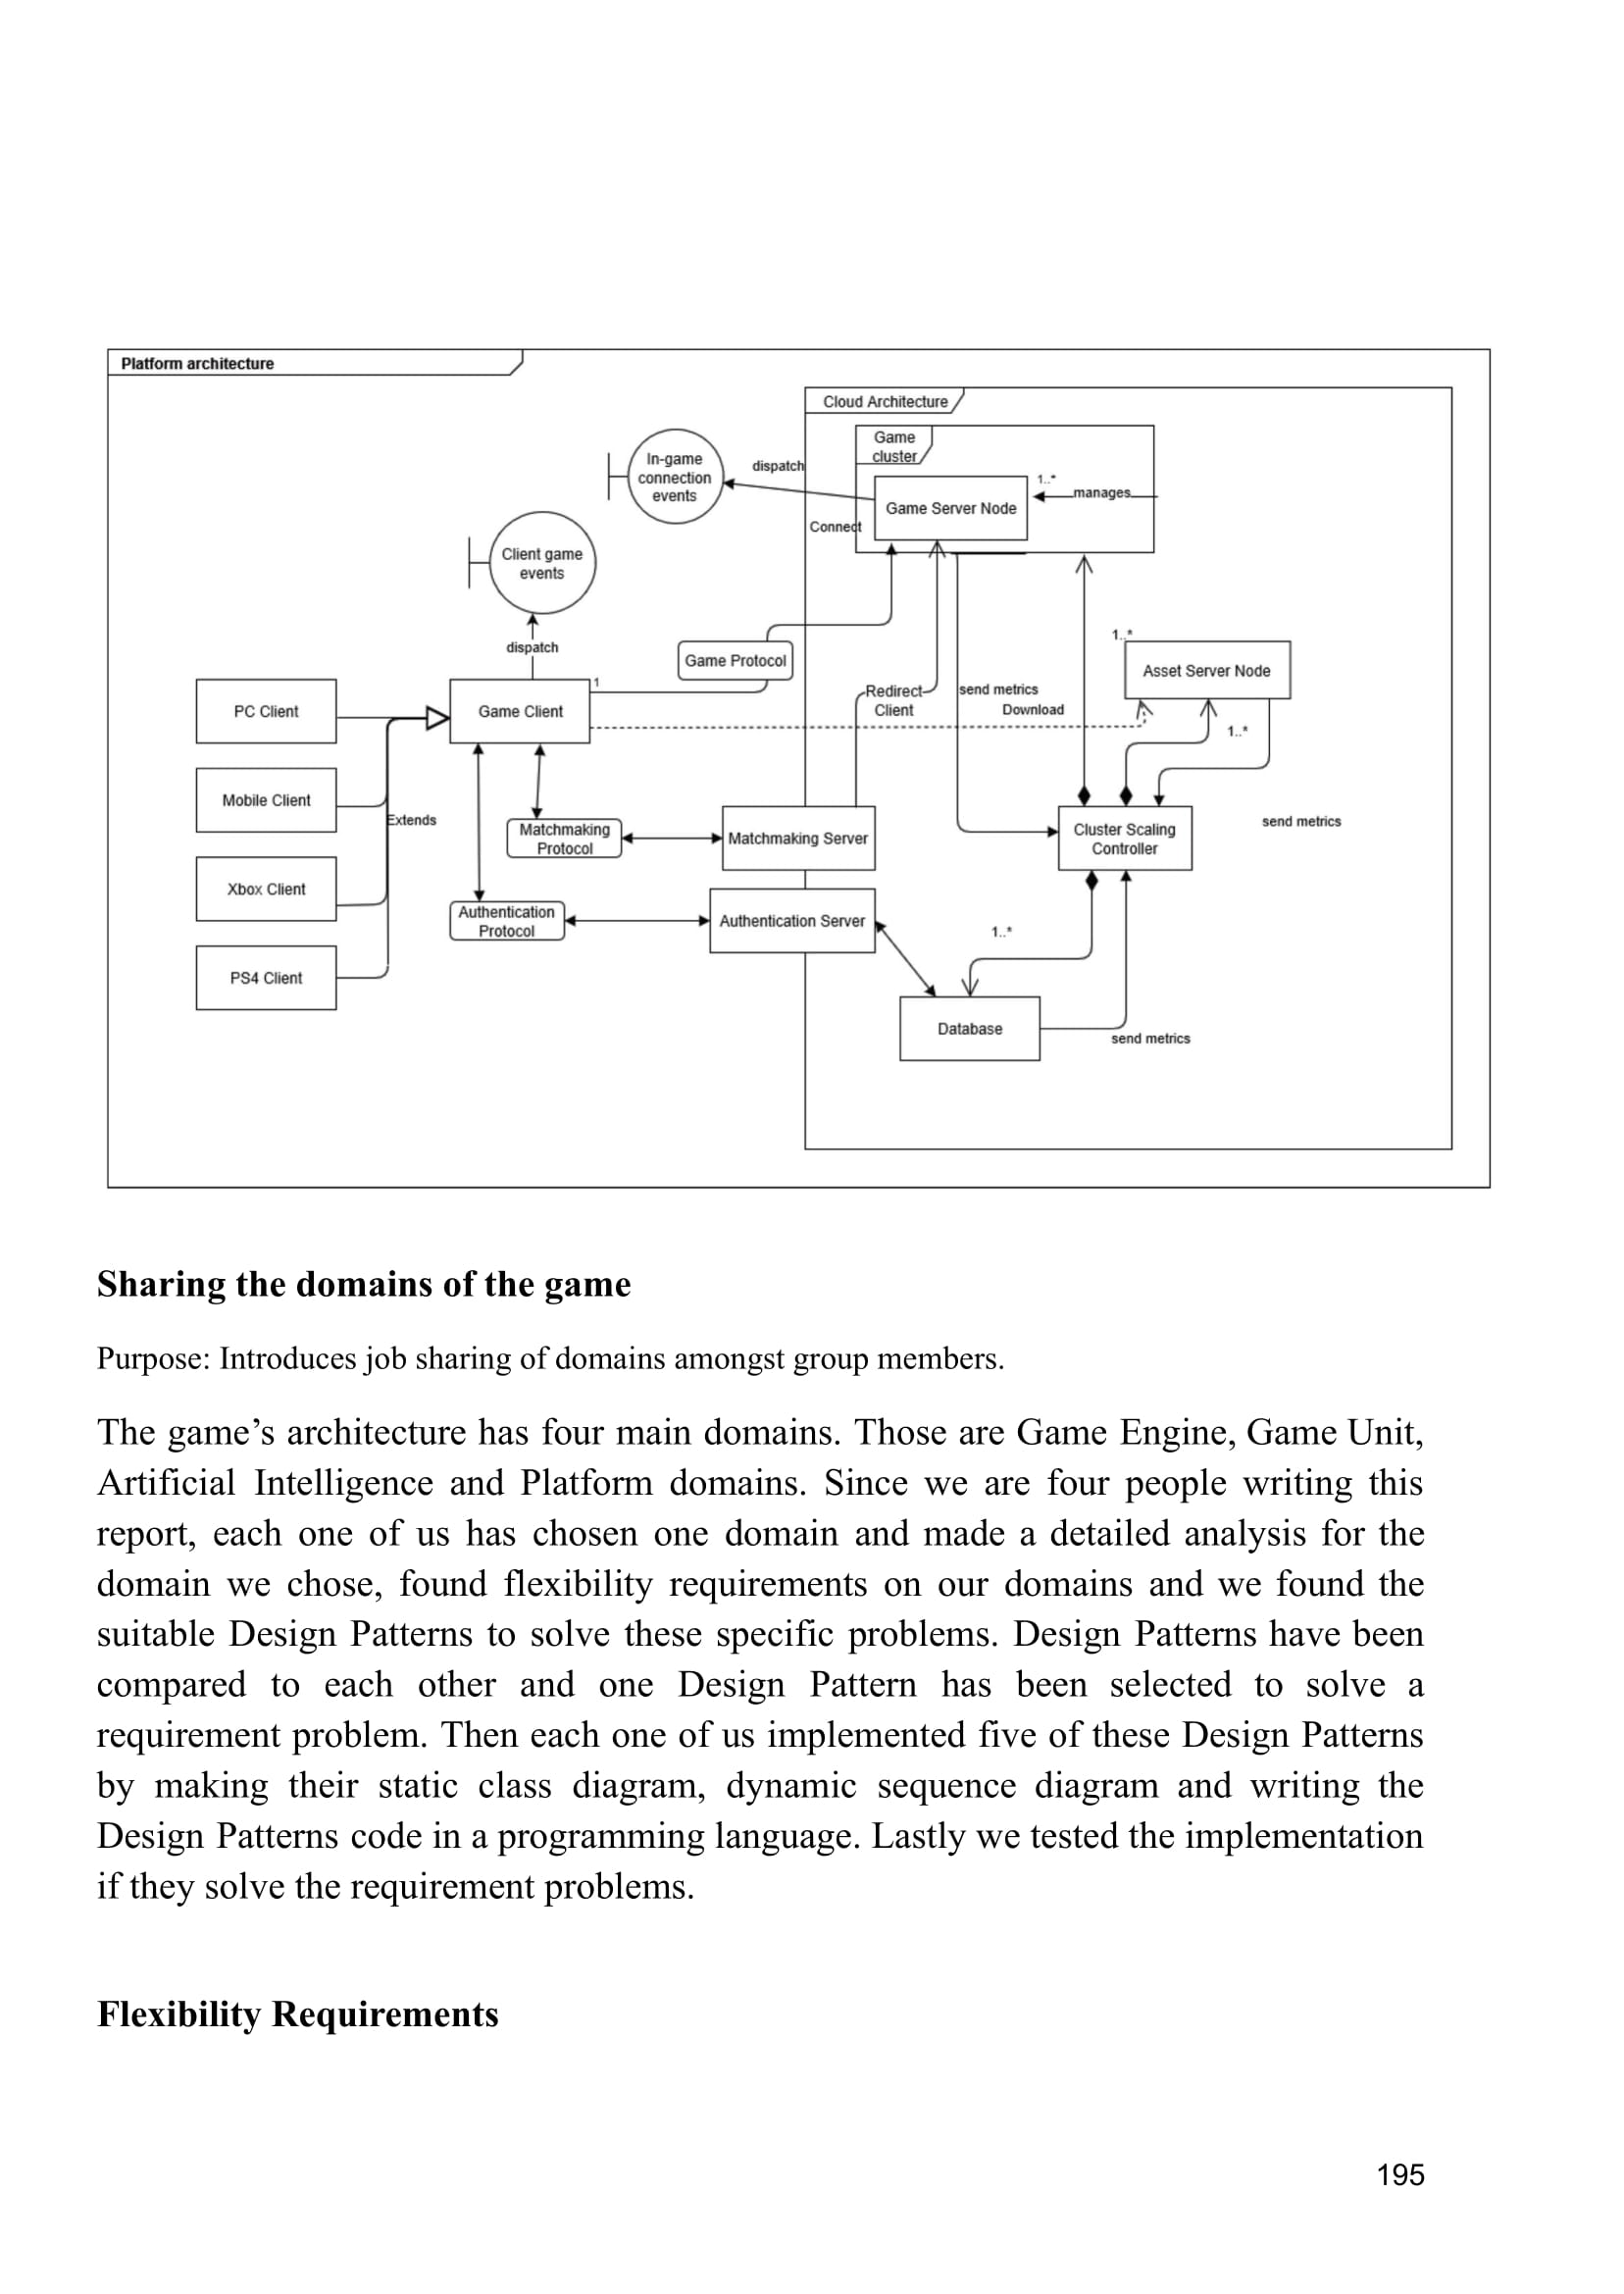 Platform architecture
Cloud Architecture
Game
cluster
In-game
connection
events
dispatch
1..*
manages
Game Server Node
Connect
Client game
events
dispatch
1..*
Game Protocol
Asset Server Node
1
PC Client
Game Client
Redirect
Client
send metrics
Download
1..*
Mobile Client
Extends
Matchmaking
Protocol
Matchmaking Server
Cluster Scaling
Controller
send metrics
Xbox Client
Authentication
Protocol
Authentication Server
1..*
PS4 Client
Database
send metrics
Sharing the domains of the game
Purpose: Introduces job sharing of domains amongst group members.
The game’s architecture has four main domains. Those are Game Engine, Game Unit,
Artificial Intelligence and Platform domains. Since we are four people writing this
report, each one of us has chosen one domain and made a detailed analysis for the
domain we chose, found flexibility requirements on our domains and we found the
suitable Design Patterns to solve these specific problems. Design Patterns have been
compared to each other and one Design Pattern has been selected to solve a
requirement problem. Then each one of us implemented five of these Design Patterns
by making their static class diagram, dynamic sequence diagram and writing the
Design Patterns code in a programming language. Lastly we tested the implementation
if they solve the requirement problems.
Flexibility Requirements
195